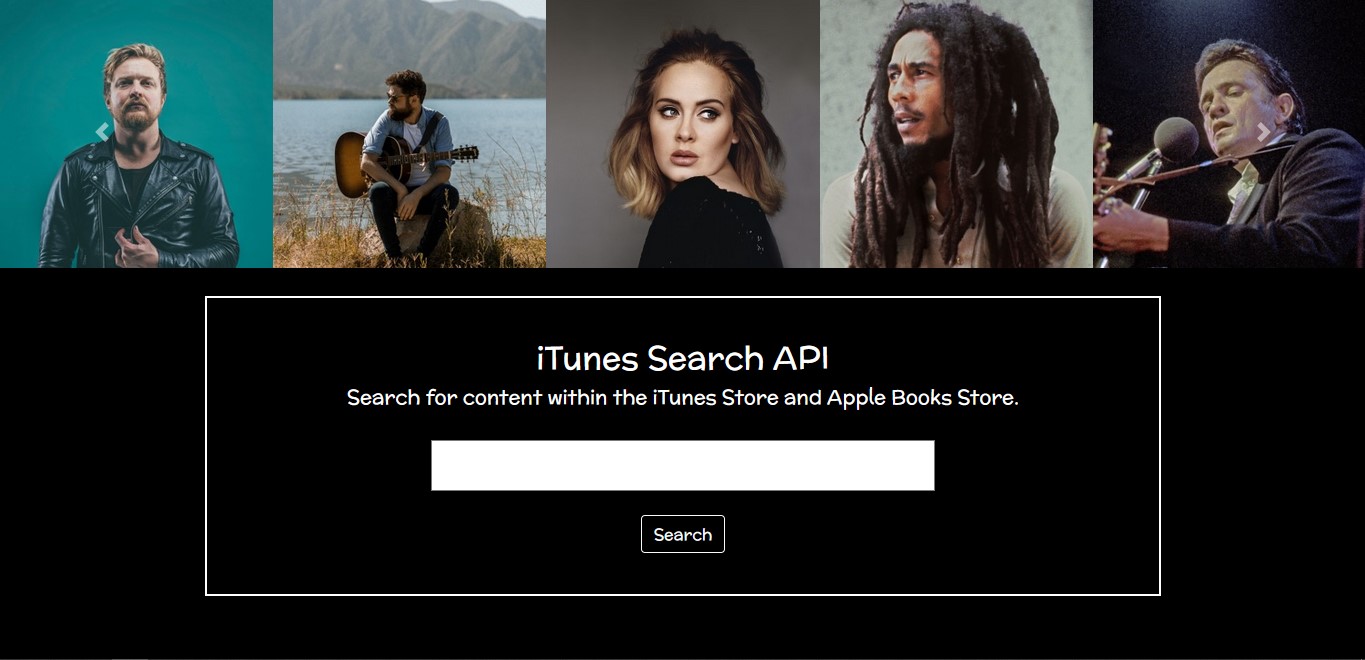 iTunes Search API
Search for content within the iTunes Store and Apple Books Store.
Search